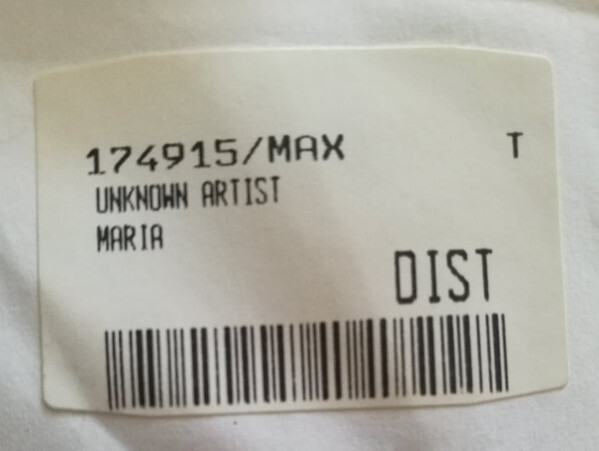 174915/MAX T
UNKNOWN ARTIST
MARIA
DIST